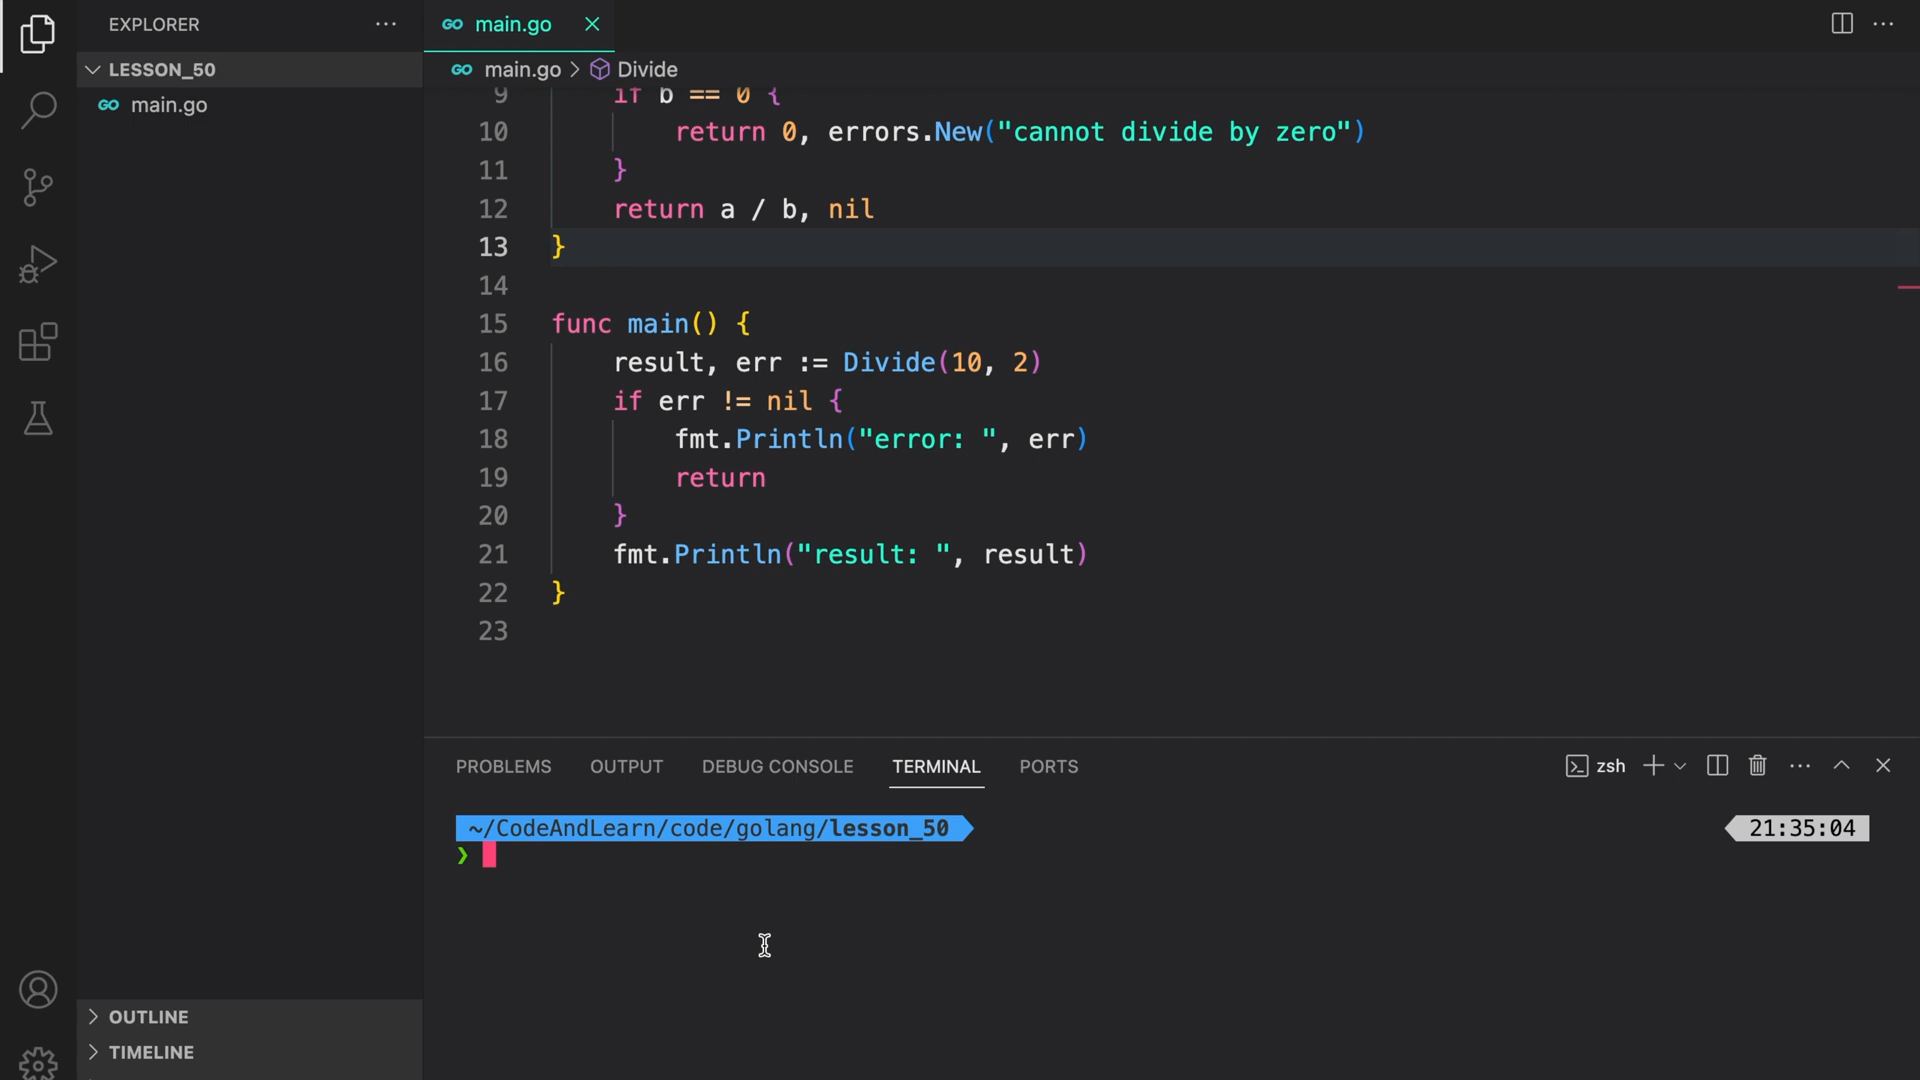 EXPLORER
main.go
LESSON_50
main.go > Divide
main.go
9 if b == 0 {
10 return 0, errors.New("cannot divide by zero")
11 }
12 return a / b, nil
13 }
14
15 func main() {
16 result, err := Divide(10, 2)
17 if err != nil {
18 fmt.Println("error: ", err)
19 return
20 }
21 fmt.Println("result: ", result)
22 }
23
PROBLEMS OUTPUT DEBUG CONSOLE TERMINAL PORTS zsh
~/CodeAndLearn/code/golang/lesson_50 21:35:04
❯
OUTLINE
TIMELINE